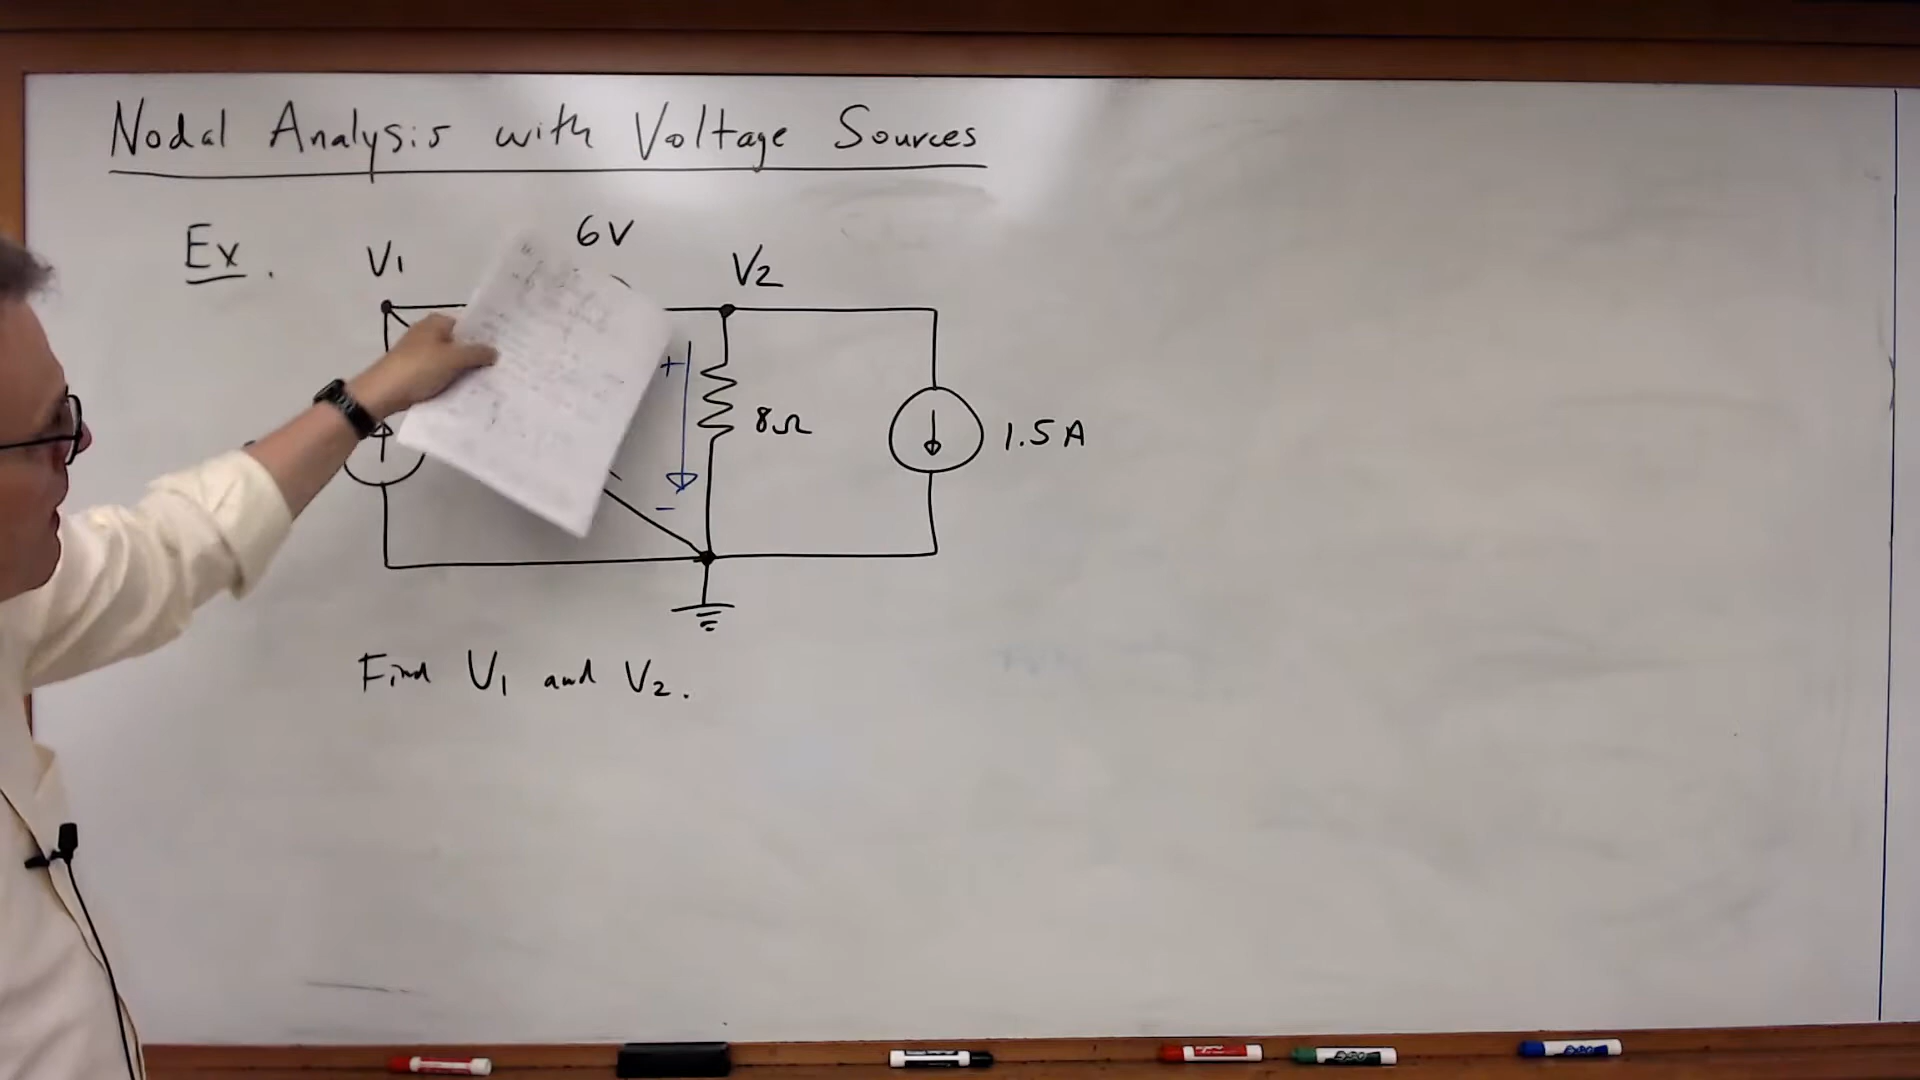 Nodal Analysis with Voltage Sources
Ex.
6V
V1
V2
+
8Ω
1.5A
-
Find V1 and V2.